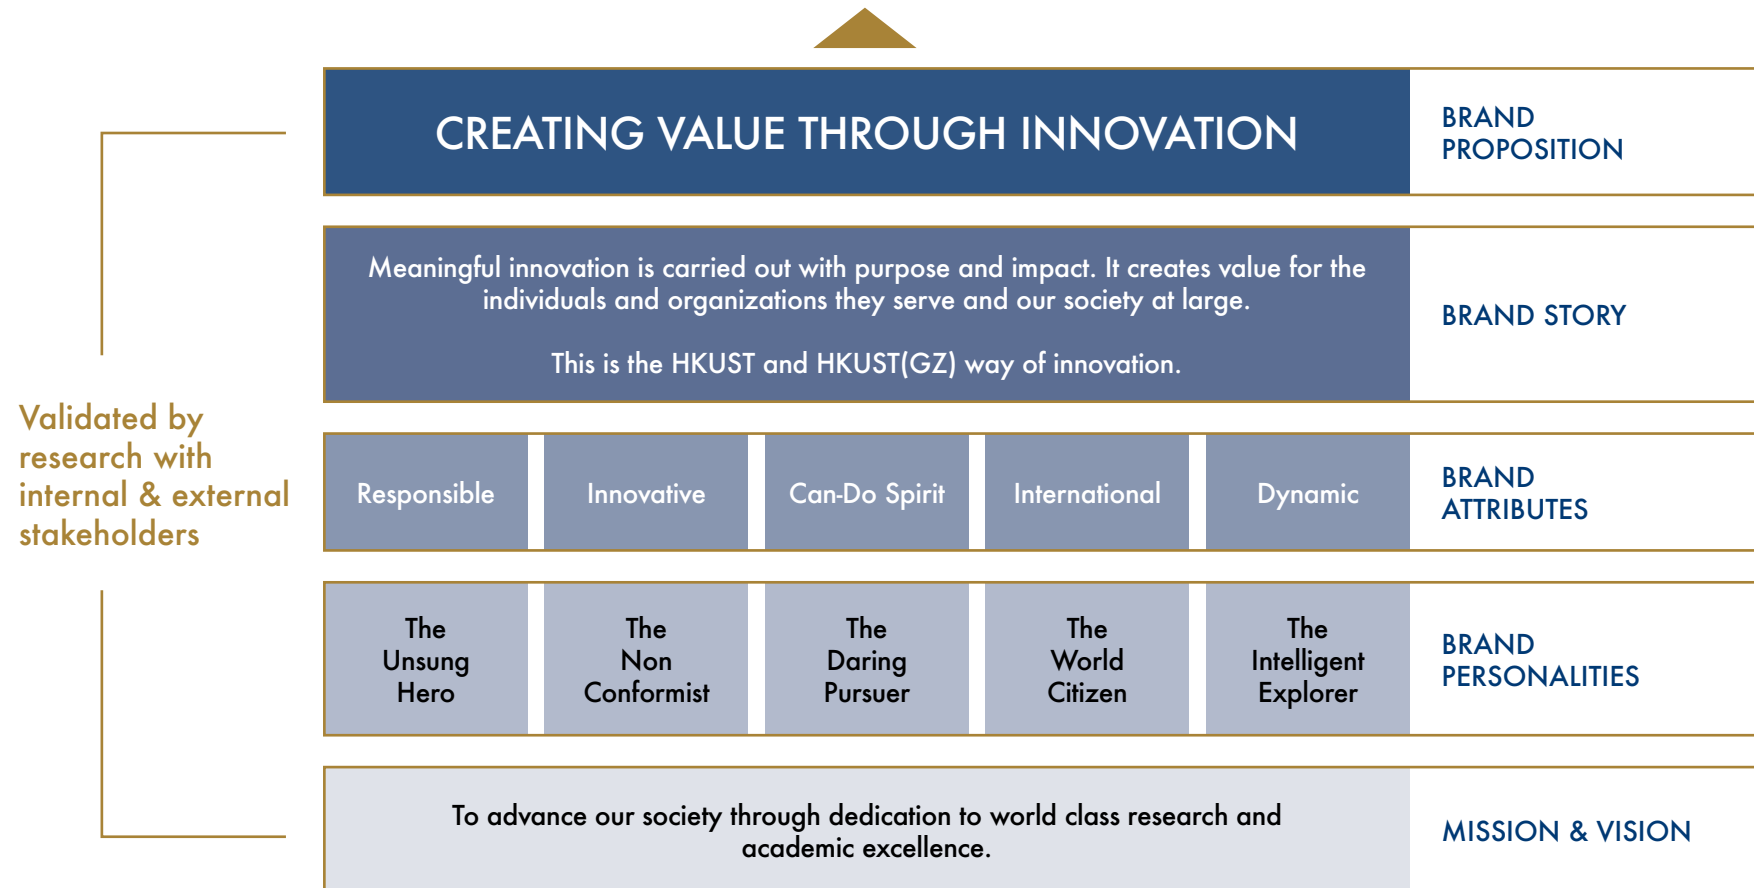 CREATING VALUE THROUGH INNOVATION
BRAND
PROPOSITION
Meaningful innovation is carried out with purpose and impact. It creates value for the
individuals and organizations they serve and our society at large.
This is the HKUST and HKUST(GZ) way of innovation.
BRAND STORY
Validated by
research with
internal & external
stakeholders
Responsible
Innovative
Can-Do Spirit
International
Dynamic
BRAND
ATTRIBUTES
The
Unsung
Hero
The
Non
Conformist
The
Daring
Pursuer
The
World
Citizen
The
Intelligent
Explorer
BRAND
PERSONALITIES
To advance our society through dedication to world class research and
academic excellence.
MISSION & VISION